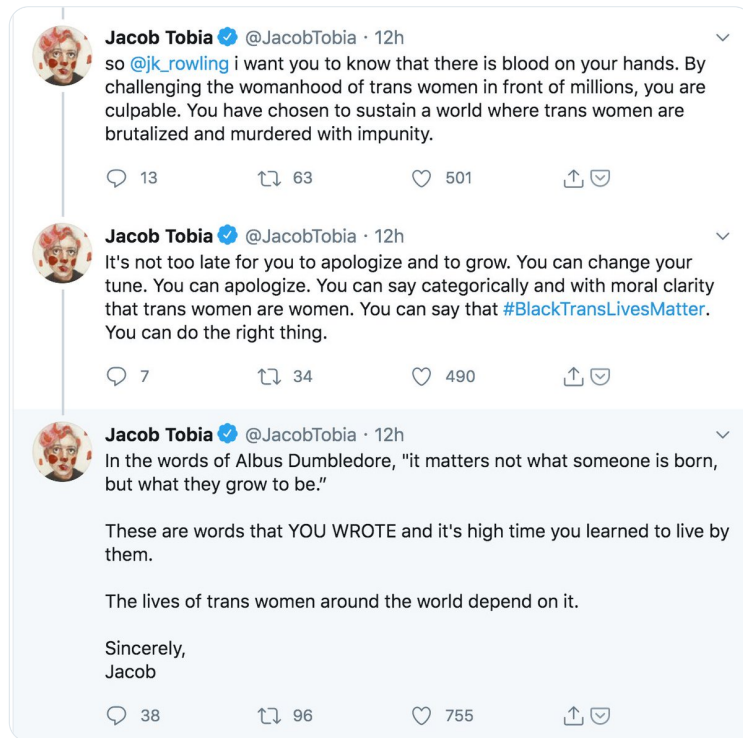 Jacob Tobia @JacobTobia · 12h
so @jk_rowling i want you to know that there is blood on your hands. By
challenging the womanhood of trans women in front of millions, you are
culpable. You have chosen to sustain a world where trans women are
brutalized and murdered with impunity.
13 63 501
Jacob Tobia @JacobTobia · 12h
It's not too late for you to apologize and to grow. You can change your
tune. You can apologize. You can say categorically and with moral clarity
that trans women are women. You can say that #BlackTransLivesMatter.
You can do the right thing.
7 34 490
Jacob Tobia @JacobTobia · 12h
In the words of Albus Dumbledore, "it matters not what someone is born,
but what they grow to be.”
These are words that YOU WROTE and it's high time you learned to live by
them.
The lives of trans women around the world depend on it.
Sincerely,
Jacob
38 96 755